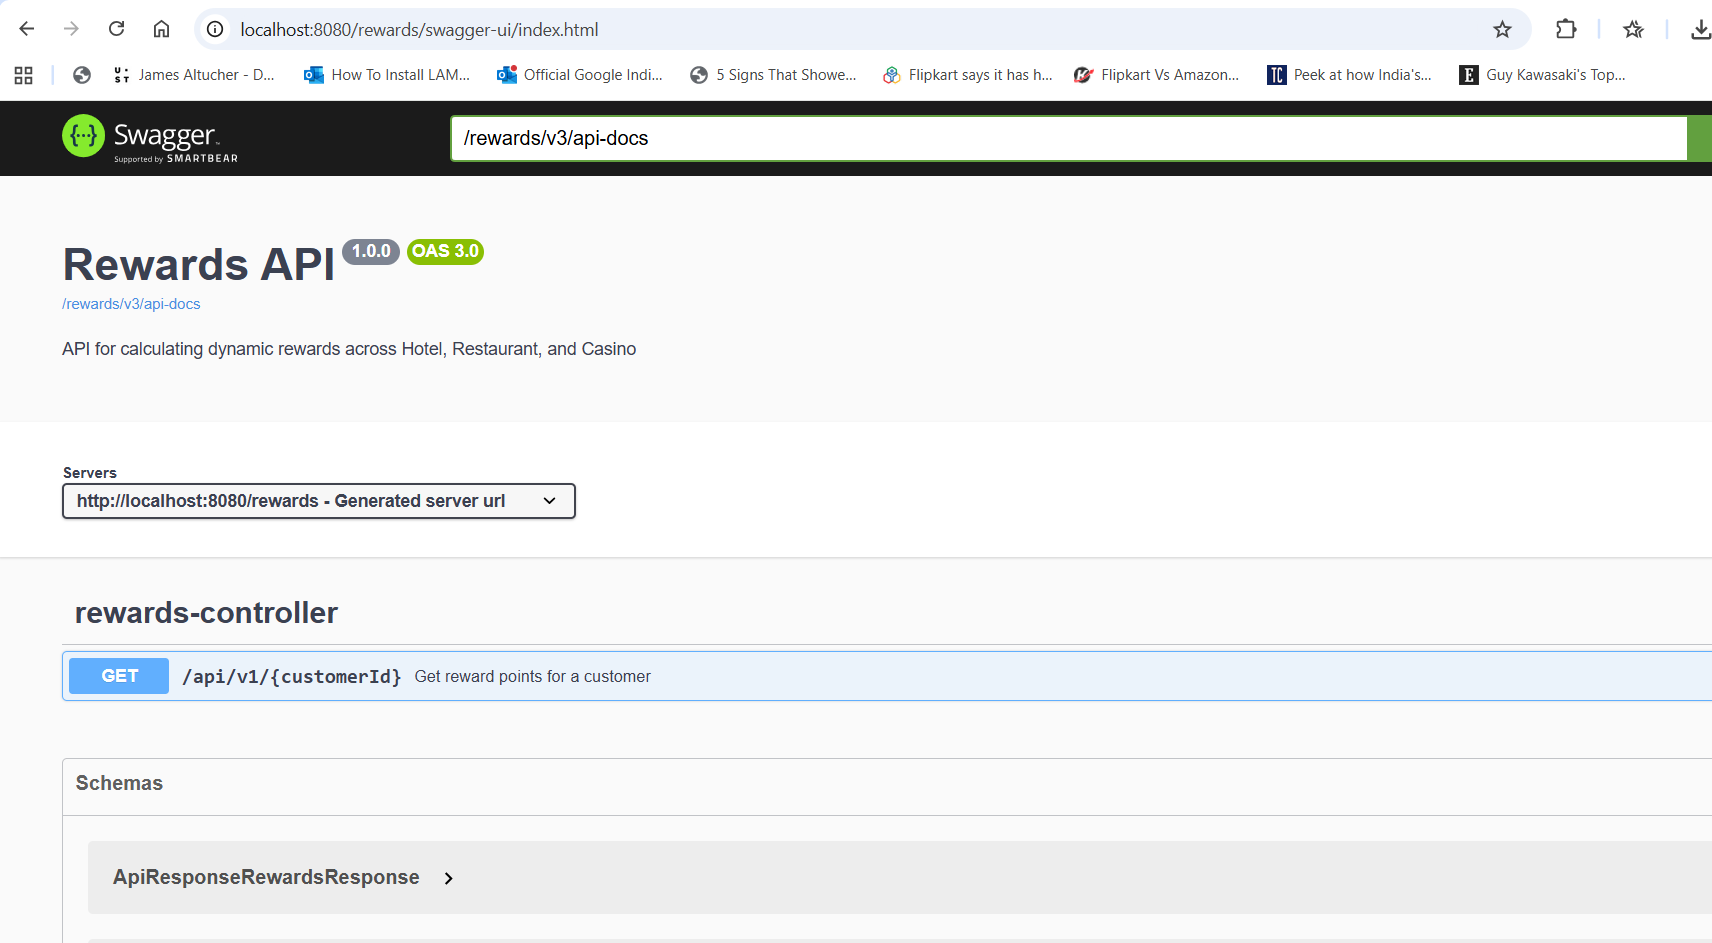 localhost:8080/rewards/swagger-ui/index.html
U: ST James Altucher - D... How To Install LAM... Official Google Indi... 5 Signs That Showe... Flipkart says it has h... Flipkart Vs Amazon... TC Peek at how India's... E Guy Kawasaki's Top...
{...} Swagger™
Supported by SMARTBEAR
/rewards/v3/api-docs
Rewards API 1.0.0 OAS 3.0
/rewards/v3/api-docs
API for calculating dynamic rewards across Hotel, Restaurant, and Casino
Servers
http://localhost:8080/rewards - Generated server url
rewards-controller
GET /api/v1/{customerId} Get reward points for a customer
Schemas
ApiResponseRewardsResponse